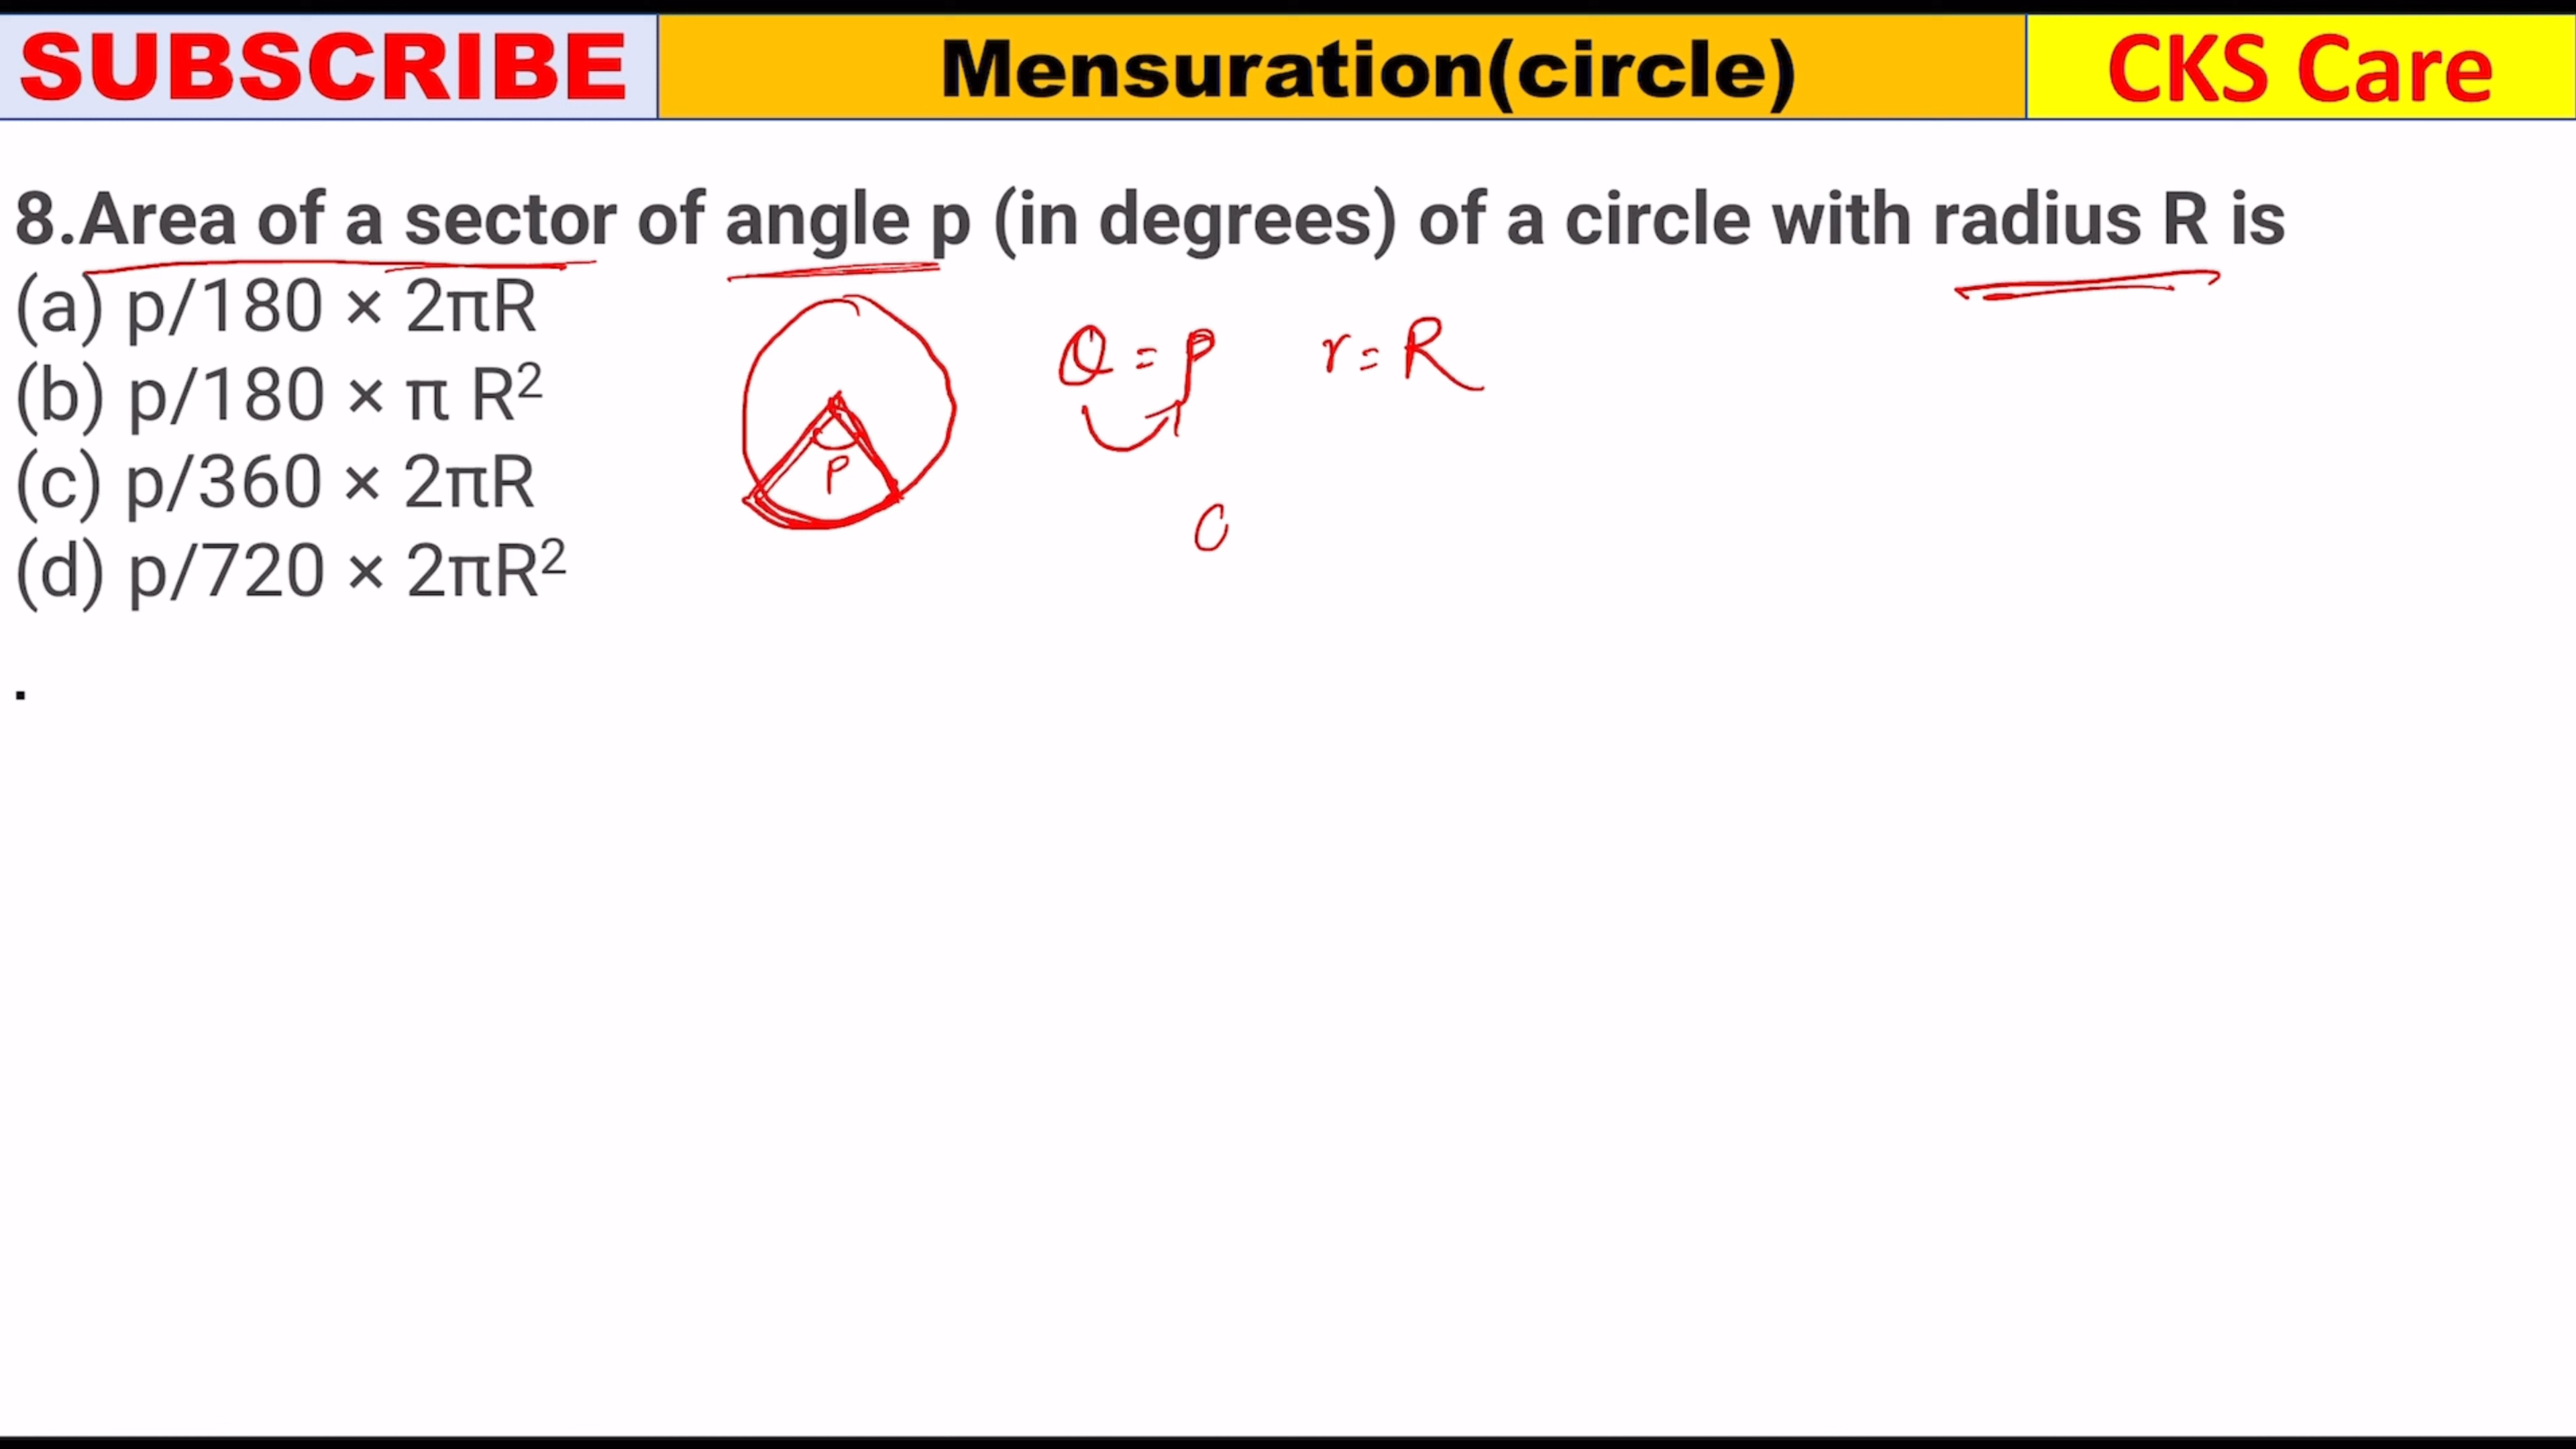 SUBSCRIBE Mensuration(circle) CKS Care
8.Area of a sector of angle p (in degrees) of a circle with radius R is
(a) p/180 × 2πR
(b) p/180 × π R²
(c) p/360 × 2πR
(d) p/720 × 2πR²
.
θ = p r = R
P